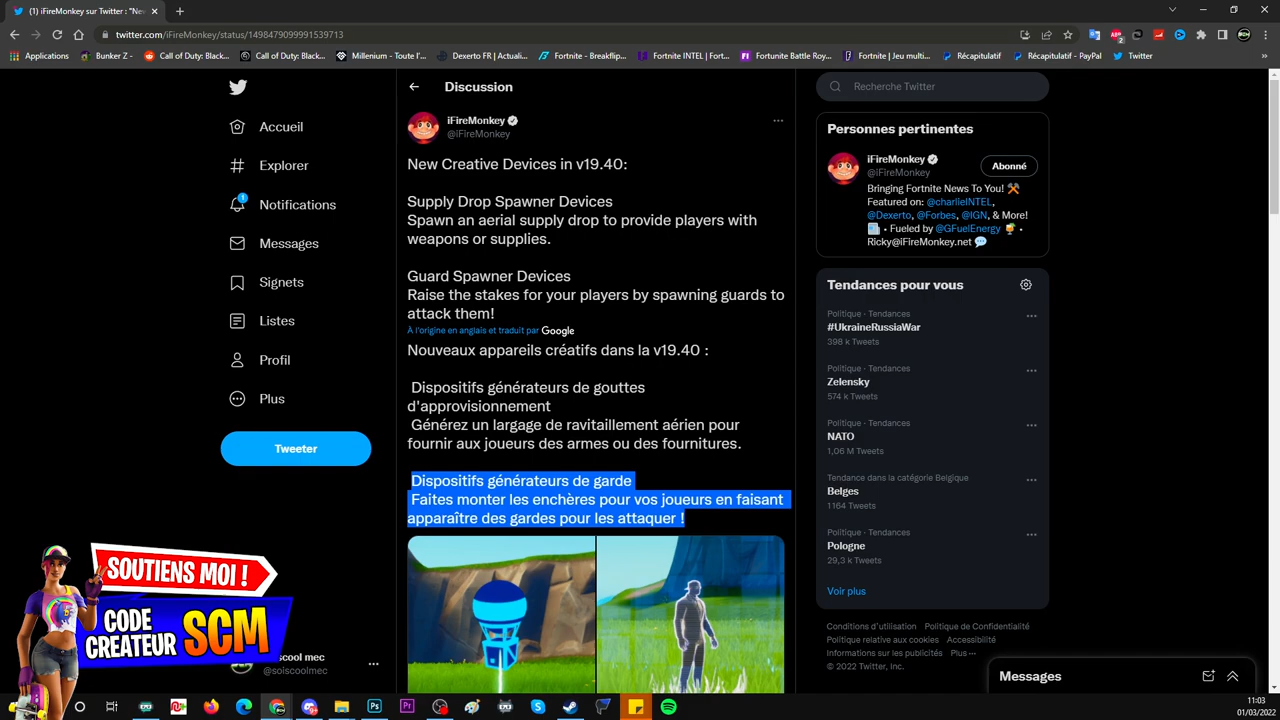 (1) iFireMonkey sur Twitter: "Ne
twitter.com/iFireMonkey/status/1498479099991539713
Applications
Bunker Z -
Call of Duty: Black...
Call of Duty: Black...
Millenium - Toute l'...
Dexerto FR | Actuali...
Fortnite - Breakflip...
Fortnite INTEL | Fort...
Fortunite Battle Roy...
Fortnite | Jeu multi...
Récapitulatif
Récapitulatif - PayPal
Twitter
Accueil
Explorer
1
Notifications
Messages
Signets
Listes
Profil
Plus
Tweeter
Discussion
iFireMonkey
@iFireMonkey
New Creative Devices in v19.40:
Supply Drop Spawner Devices
Spawn an aerial supply drop to provide players with
weapons or supplies.
Guard Spawner Devices
Raise the stakes for your players by spawning guards to
attack them!
À l'origine en anglais et traduit par Google
Nouveaux appareils créatifs dans la v19.40 :
Dispositifs générateurs de gouttes
d'approvisionnement
Générez un largage de ravitaillement aérien pour
fournir aux joueurs des armes ou des fournitures.
Dispositifs générateurs de garde
Faites monter les enchères pour vos joueurs en faisant
apparaître des gardes pour les attaquer !
Recherche Twitter
Personnes pertinentes
iFireMonkey
@iFireMonkey
Abonné
Bringing Fortnite News To You!
Featured on: @charlieINTEL,
@Dexerto, @Forbes, @IGN, & More!
• Fueled by @GFuelEnergy •
Ricky@iFireMonkey.net
Tendances pour vous
Politique · Tendances
#UkraineRussiaWar
398 k Tweets
Politique · Tendances
Zelensky
574 k Tweets
Politique · Tendances
NATO
1,06 M Tweets
Tendance dans la catégorie Belgique
Belges
1164 Tweets
Politique · Tendances
Pologne
29,3 k Tweets
Voir plus
Conditions d'utilisation Politique de Confidentialité
Politique relative aux cookies Accessibilité
Informations sur les publicités Plus ···
© 2022 Twitter, Inc.
Messages
SOUTIENS MOI !
CODE
CREATEUR SCM
iscool mec
@soiscoolmec
11:03
01/03/2022